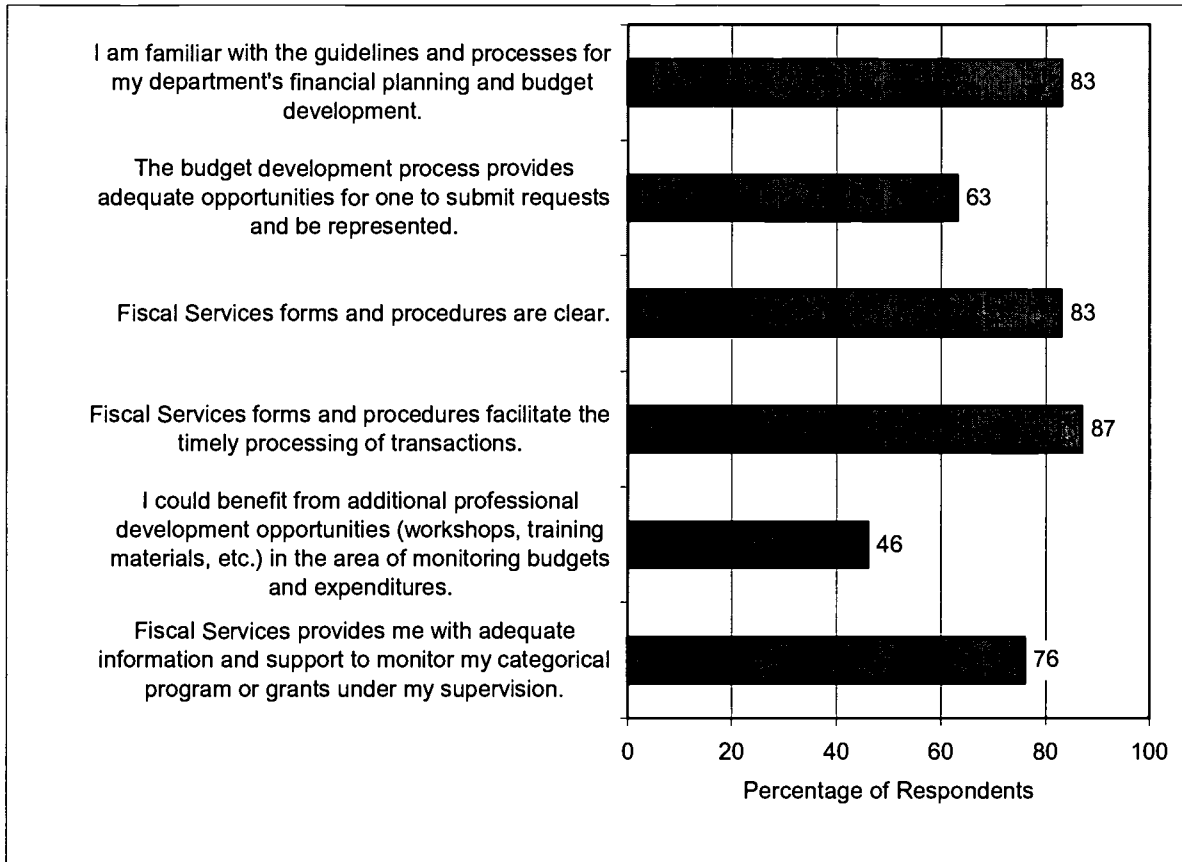 I am familiar with the guidelines and processes for
my department's financial planning and budget
development.
83
The budget development process provides
adequate opportunities for one to submit requests
and be represented.
63
Fiscal Services forms and procedures are clear.
83
Fiscal Services forms and procedures facilitate the
timely processing of transactions.
87
I could benefit from additional professional
development opportunities (workshops, training
materials, etc.) in the area of monitoring budgets
and expenditures.
46
Fiscal Services provides me with adequate
information and support to monitor my categorical
program or grants under my supervision.
76
0 20 40 60 80 100
Percentage of Respondents